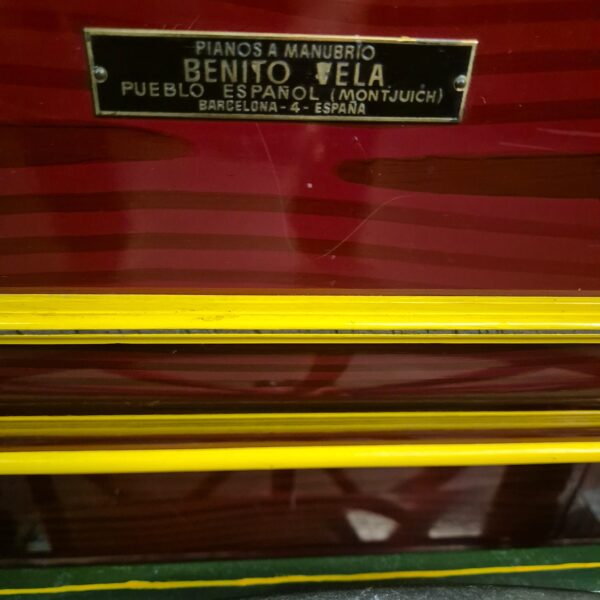 PIANOS A MANUBRIO
BENITO VELA
PUEBLO ESPAÑOL (MONTJUICH)
BARCELONA - 4 - ESPAÑA